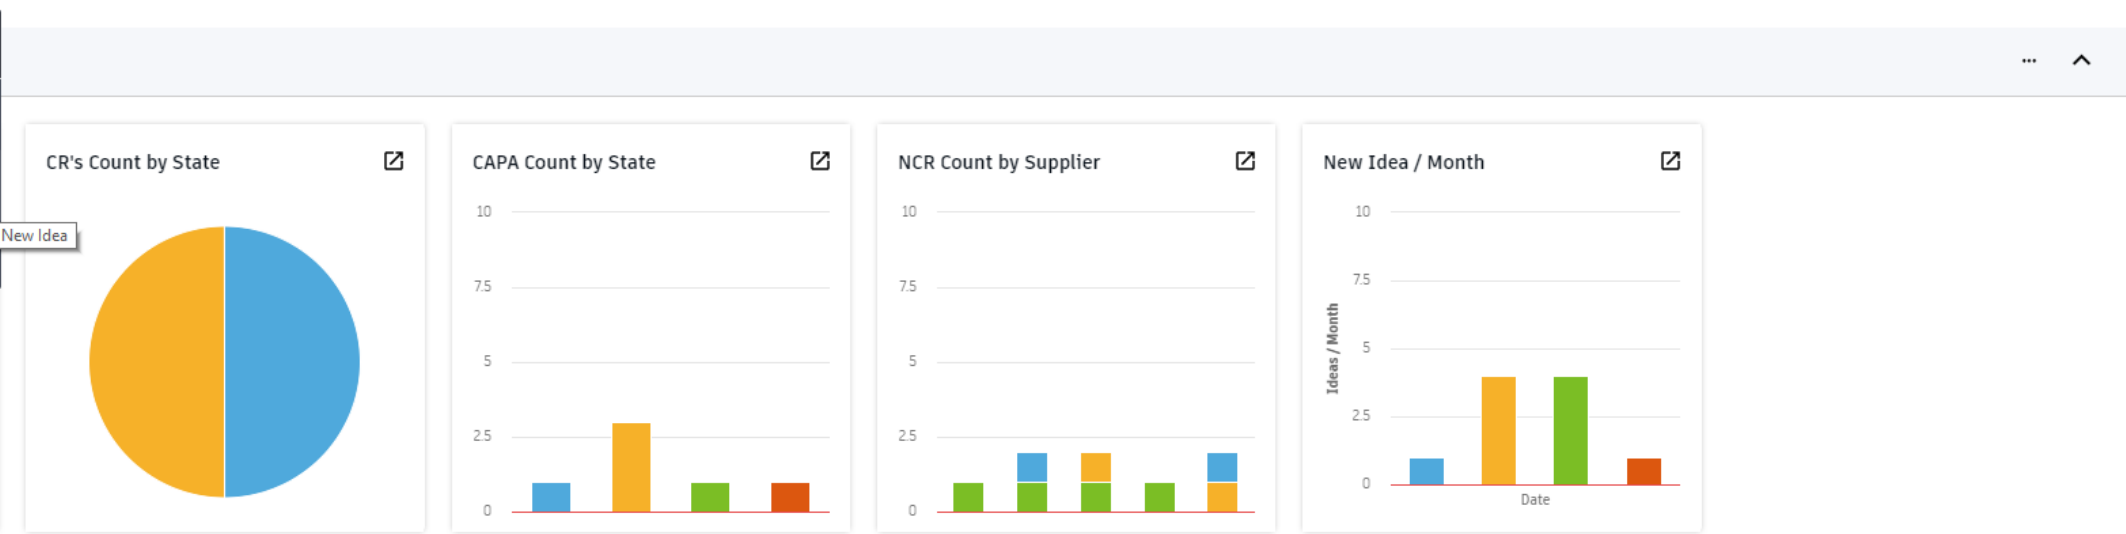 ...
CR's Count by State
New Idea
CAPA Count by State
10
7.5
5
2.5
0
NCR Count by Supplier
10
7.5
5
2.5
0
New Idea / Month
Ideas / Month
10
7.5
5
2.5
0
Date